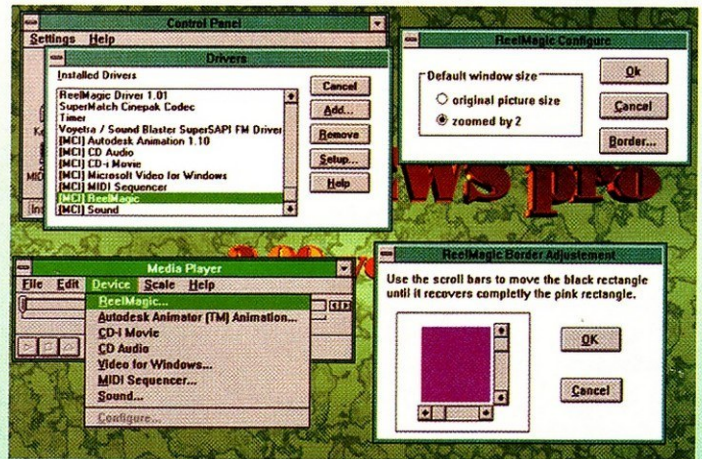 Control Panel
Settings Help
Drivers
Installed Drivers
ReelMagic Driver 1.01
SuperMatch Cinepak Codec
Timer
Voyetra / Sound Blaster SuperSAPI FM Driver
[MCI] Autodesk Animation 1.10
[MCI] CD Audio
[MCI] CD-i Movie
[MCI] Microsoft Video for Windows
[MCI] MIDI Sequencer
[MCI] ReelMagic
[MCI] Sound
Cancel
Add...
Remove
Setup...
Help
ReelMagic Configure
Default window size
original picture size
zoomed by 2
Ok
Cancel
Border...
ws pro
Media Player
File Edit Device Scale Help
ReelMagic...
Autodesk Animator (TM) Animation...
CD-i Movie
CD Audio
Video for Windows...
MIDI Sequencer...
Sound...
Configure...
ReelMagic Border Adjustement
Use the scroll bars to move the black rectangle
until it recovers completly the pink rectangle.
OK
Cancel